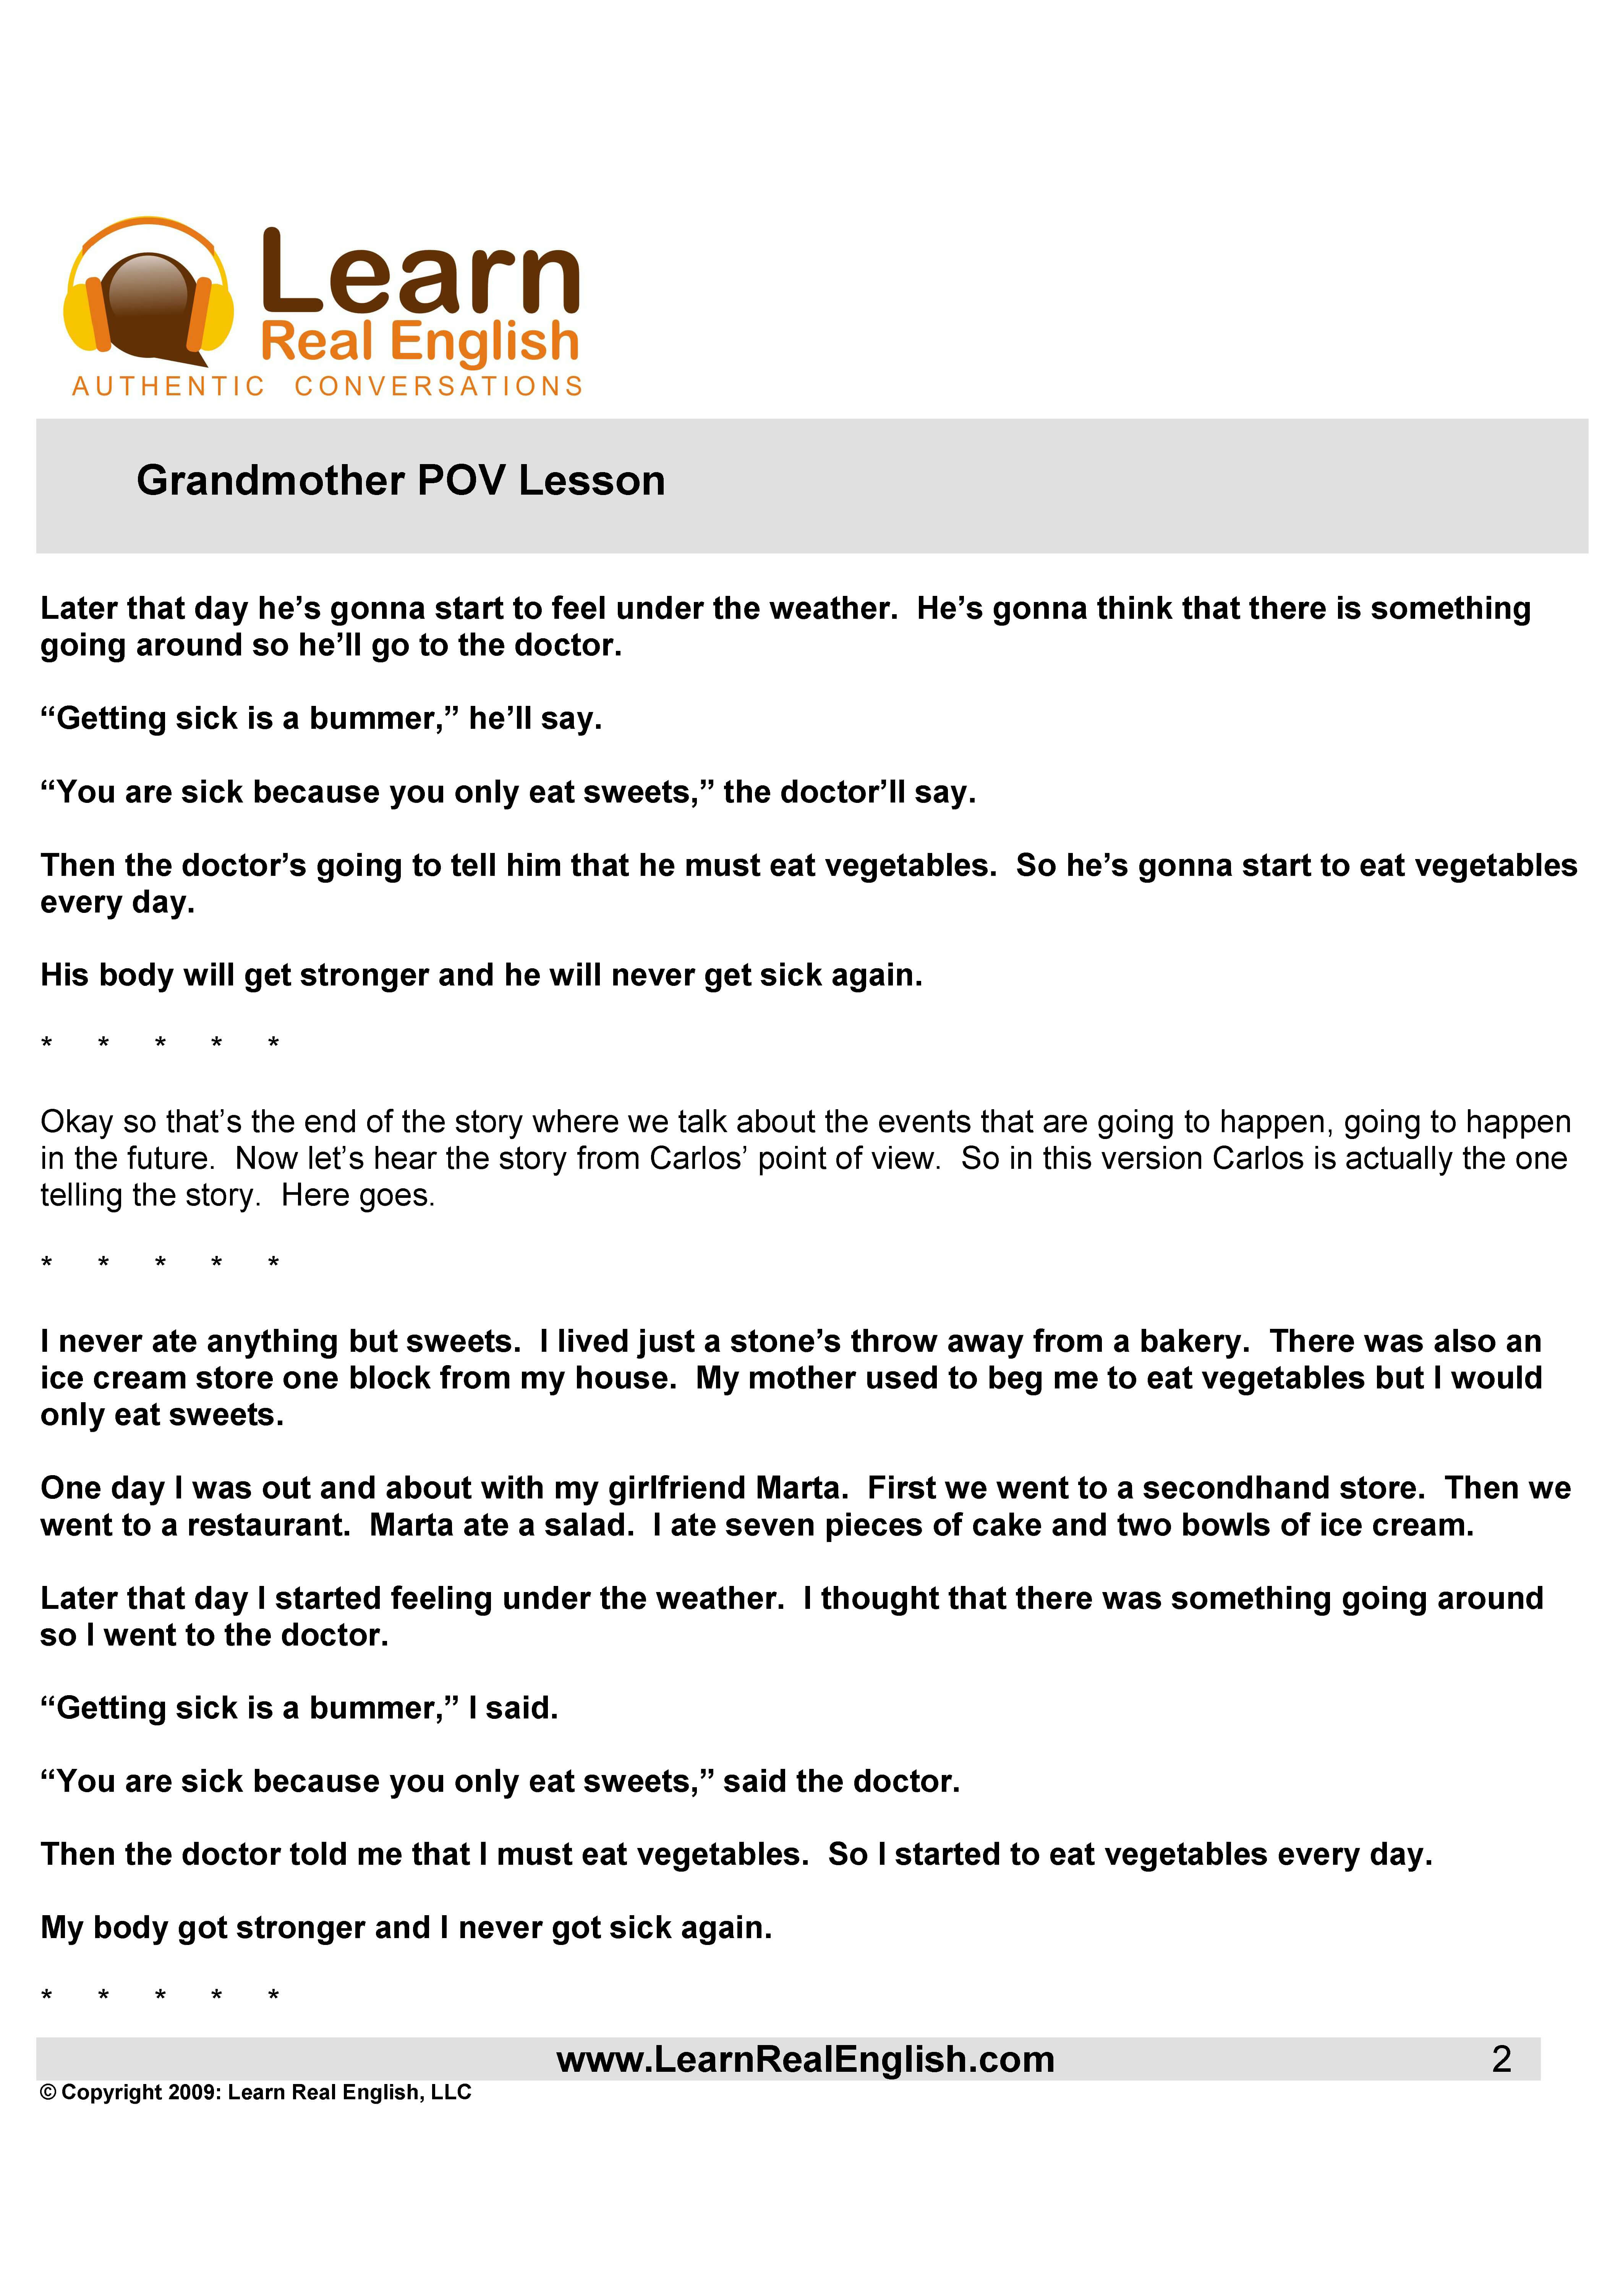 Learn
Real English
AUTHENTIC CONVERSATIONS
Grandmother POV Lesson
Later that day he’s gonna start to feel under the weather.  He’s gonna think that there is something
going around so he’ll go to the doctor.
“Getting sick is a bummer,” he’ll say.
“You are sick because you only eat sweets,” the doctor’ll say.
Then the doctor’s going to tell him that he must eat vegetables.  So he’s gonna start to eat vegetables
every day.
His body will get stronger and he will never get sick again.
* * * * *
Okay so that’s the end of the story where we talk about the events that are going to happen, going to happen
in the future.  Now let’s hear the story from Carlos’ point of view.  So in this version Carlos is actually the one
telling the story.  Here goes.
* * * * *
I never ate anything but sweets.  I lived just a stone’s throw away from a bakery.  There was also an
ice cream store one block from my house.  My mother used to beg me to eat vegetables but I would
only eat sweets.
One day I was out and about with my girlfriend Marta.  First we went to a secondhand store.  Then we
went to a restaurant.  Marta ate a salad.  I ate seven pieces of cake and two bowls of ice cream.
Later that day I started feeling under the weather.  I thought that there was something going around
so I went to the doctor.
“Getting sick is a bummer,” I said.
“You are sick because you only eat sweets,” said the doctor.
Then the doctor told me that I must eat vegetables.  So I started to eat vegetables every day.
My body got stronger and I never got sick again.
* * * * *
www.LearnRealEnglish.com 2
© Copyright 2009: Learn Real English, LLC